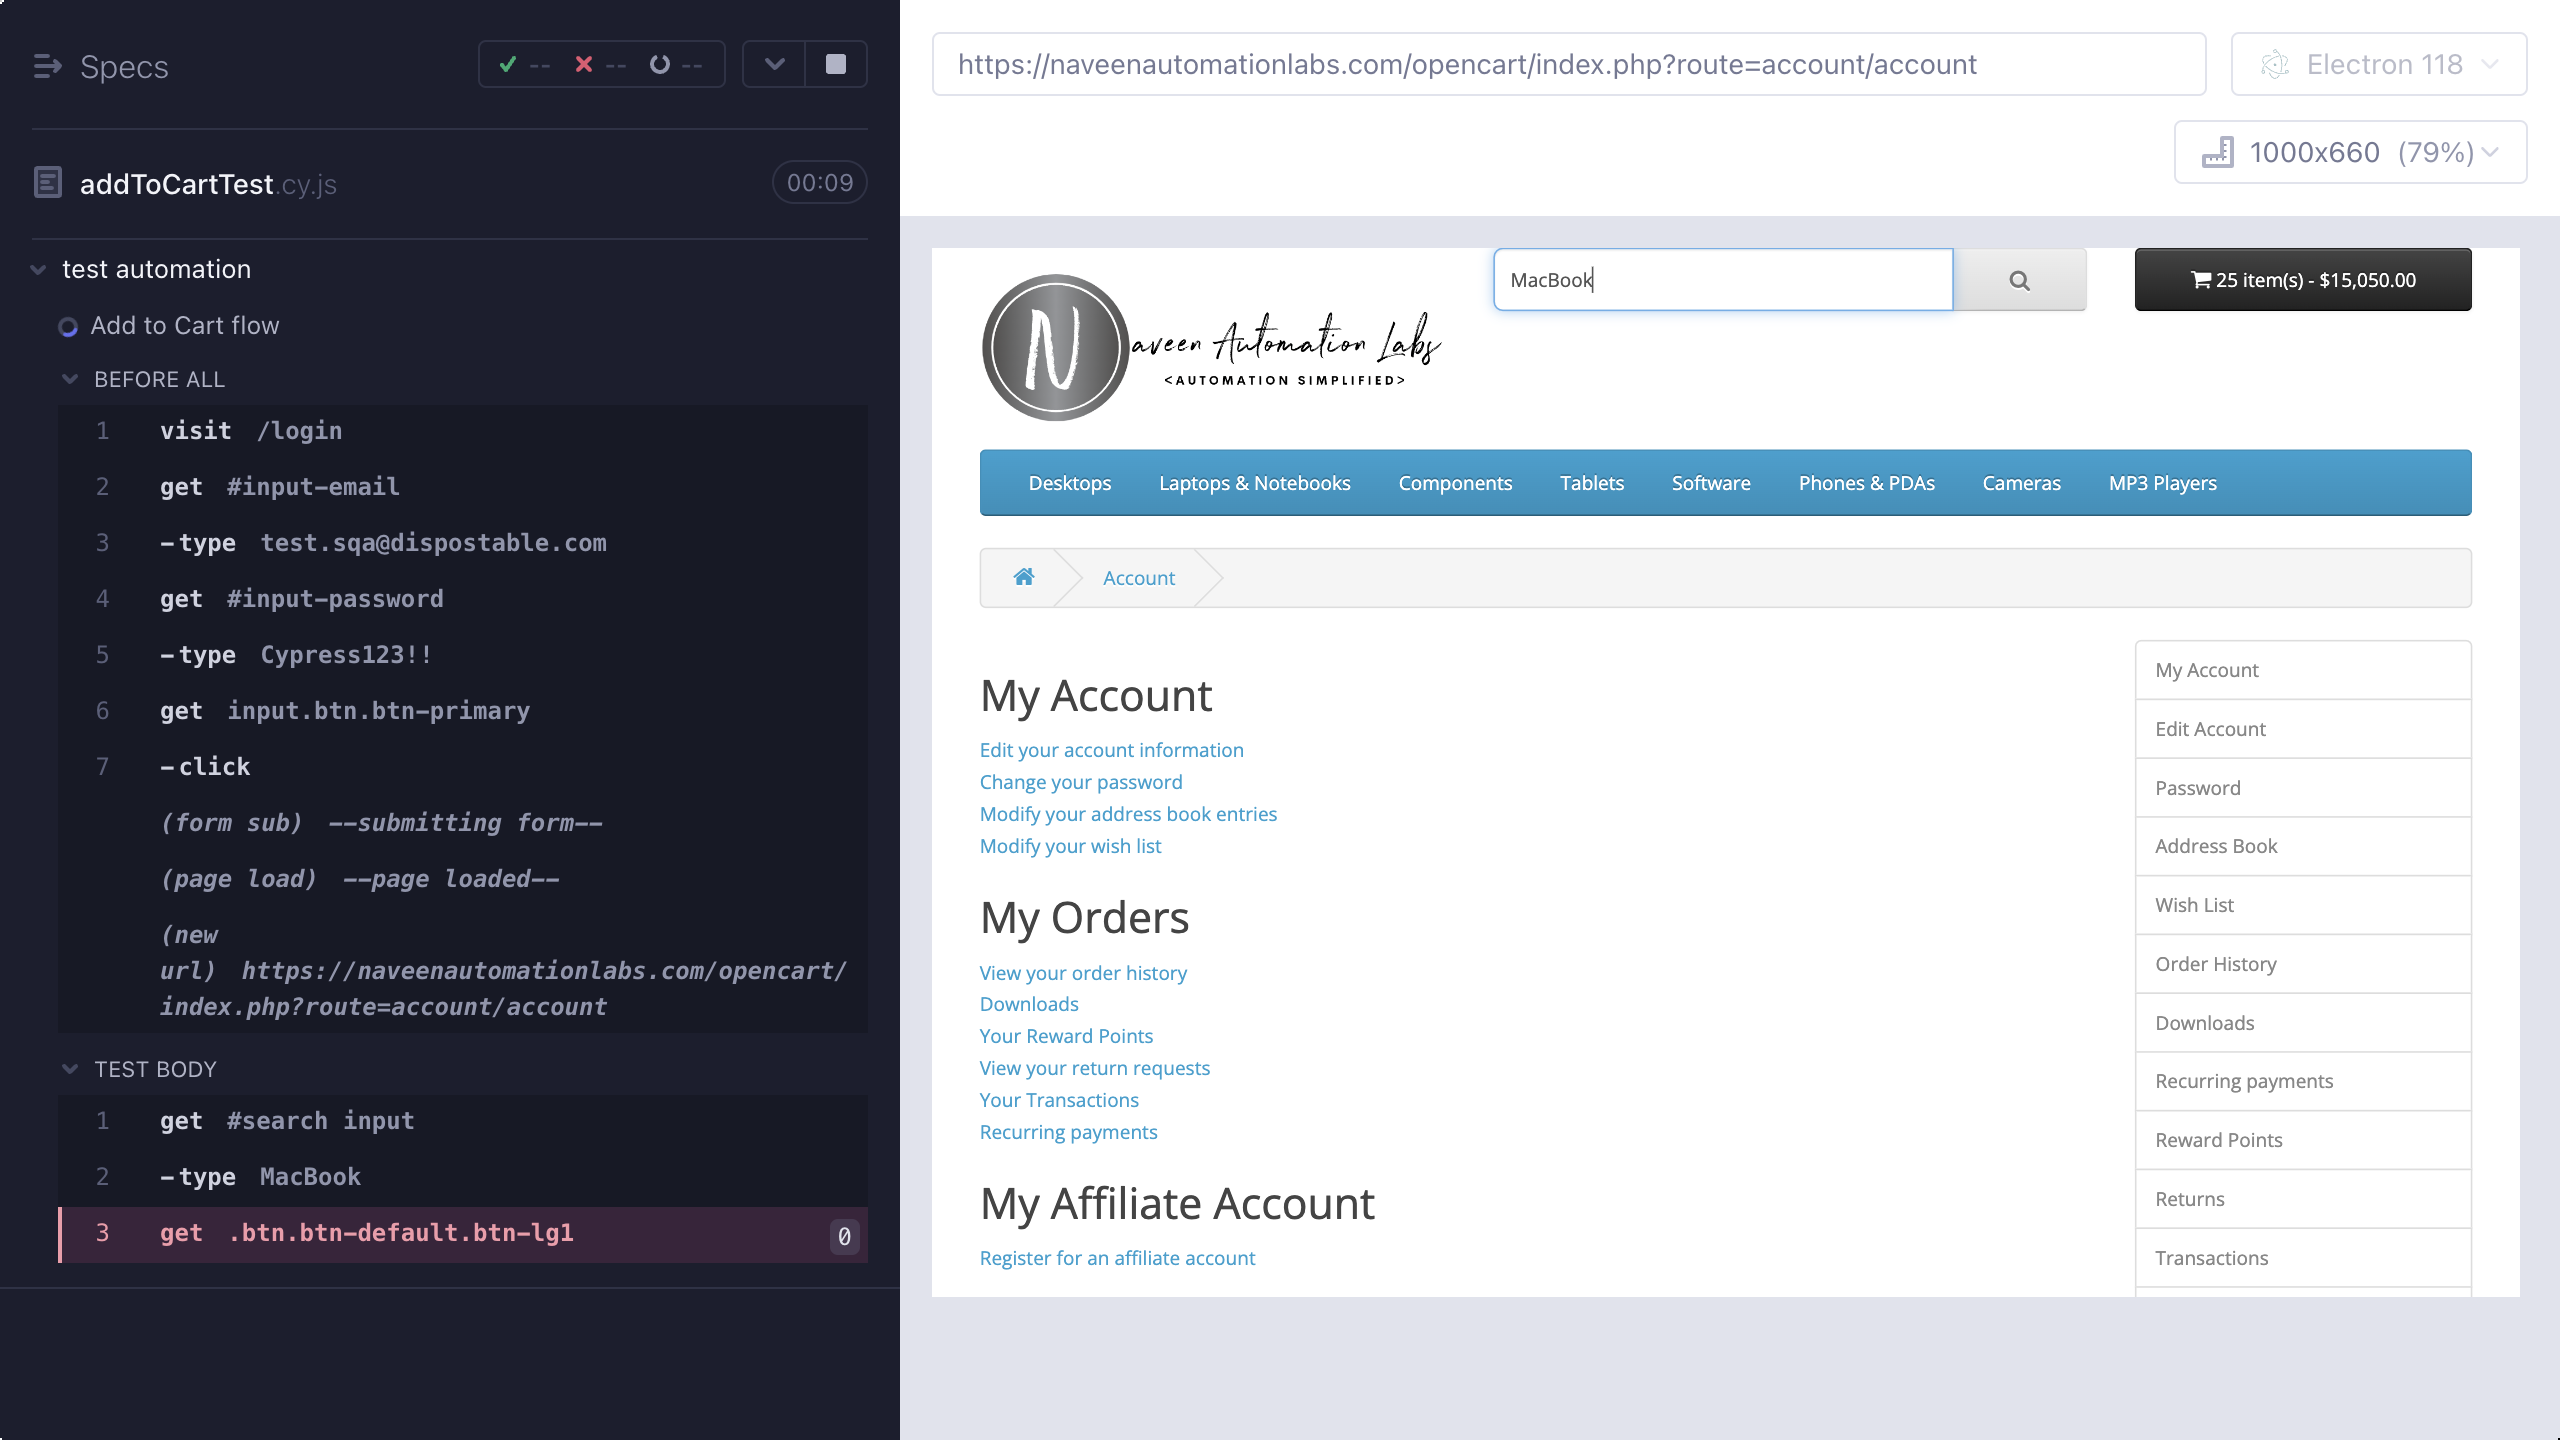 Specs
-- -- --
addToCartTest.cy.js
00:09
test automation
Add to Cart flow
BEFORE ALL
1 visit /login
2 get #input-email
3 -type test.sqa@dispostable.com
4 get #input-password
5 -type Cypress123!!
6 get input.btn.btn-primary
7 -click
(form sub) --submitting form--
(page load) --page loaded--
(new
url) https://naveenautomationlabs.com/opencart/
index.php?route=account/account
TEST BODY
1 get #search input
2 -type MacBook
3 get .btn.btn-default.btn-lg1 0
https://naveenautomationlabs.com/opencart/index.php?route=account/account
Electron 118
1000x660 (79%)
MacBook
25 item(s) - $15,050.00
Naveen Automation Labs
<AUTOMATION SIMPLIFIED>
Desktops Laptops & Notebooks Components Tablets Software Phones & PDAs Cameras MP3 Players
Account
My Account
Edit your account information
Change your password
Modify your address book entries
Modify your wish list
My Orders
View your order history
Downloads
Your Reward Points
View your return requests
Your Transactions
Recurring payments
My Affiliate Account
Register for an affiliate account
My Account
Edit Account
Password
Address Book
Wish List
Order History
Downloads
Recurring payments
Reward Points
Returns
Transactions